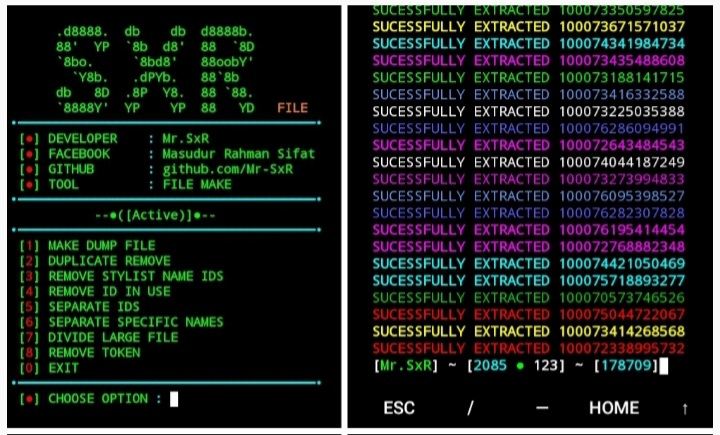 .d8888. db    db d8888b.
88'  YP `8b  d8' 88  `8D
`8bo.    `8bd8'  88oobY'
  `Y8b.  .dPYb.  88`8b
db   8D .8P  Y8. 88 `88.
`8888Y' YP    YP 88   YD FILE
[●] DEVELOPER : Mr.SxR
[●] FACEBOOK : Masudur Rahman Sifat
[●] GITHUB : github.com/Mr-SxR
[●] TOOL : FILE MAKE
--●([Active)]●--
[1] MAKE DUMP FILE
[2] DUPLICATE REMOVE
[3] REMOVE STYLIST NAME IDS
[4] REMOVE ID IN USE
[5] SEPARATE IDS
[6] SEPARATE SPECIFIC NAMES
[7] DIVIDE LARGE FILE
[8] REMOVE TOKEN
[0] EXIT
[●] CHOOSE OPTION :
SUCESSFULLY EXTRACTED 100073350597825
SUCESSFULLY EXTRACTED 100073671571037
SUCESSFULLY EXTRACTED 100074341984734
SUCESSFULLY EXTRACTED 100073435488608
SUCESSFULLY EXTRACTED 100073188141715
SUCESSFULLY EXTRACTED 100073416332588
SUCESSFULLY EXTRACTED 100073225035388
SUCESSFULLY EXTRACTED 100076286094991
SUCESSFULLY EXTRACTED 100072643484543
SUCESSFULLY EXTRACTED 100074044187249
SUCESSFULLY EXTRACTED 100073273994833
SUCESSFULLY EXTRACTED 100076095398527
SUCESSFULLY EXTRACTED 100076282307828
SUCESSFULLY EXTRACTED 100076195414454
SUCESSFULLY EXTRACTED 100072768882348
SUCESSFULLY EXTRACTED 100074421050469
SUCESSFULLY EXTRACTED 100075718893277
SUCESSFULLY EXTRACTED 100070573746526
SUCESSFULLY EXTRACTED 100075044722067
SUCESSFULLY EXTRACTED 100073414268568
SUCESSFULLY EXTRACTED 100072338995732
[Mr.SxR] ~ [2085 ● 123] ~ [178709]
ESC / — HOME ↑